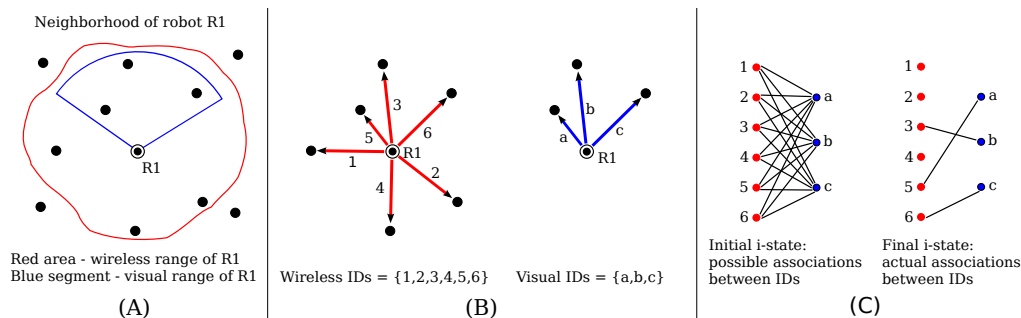 Neighborhood of robot R1
R1
Red area - wireless range of R1
Blue segment - visual range of R1
(A)
3
6
5
R1
1
2
4
Wireless IDs = {1,2,3,4,5,6}
b
a
c
R1
Visual IDs = {a,b,c}
(B)
1
2
3
4
5
6
a
b
c
Initial i-state:
possible associations
between IDs
1
2
3
4
5
6
a
b
c
Final i-state:
actual associations
between IDs
(C)